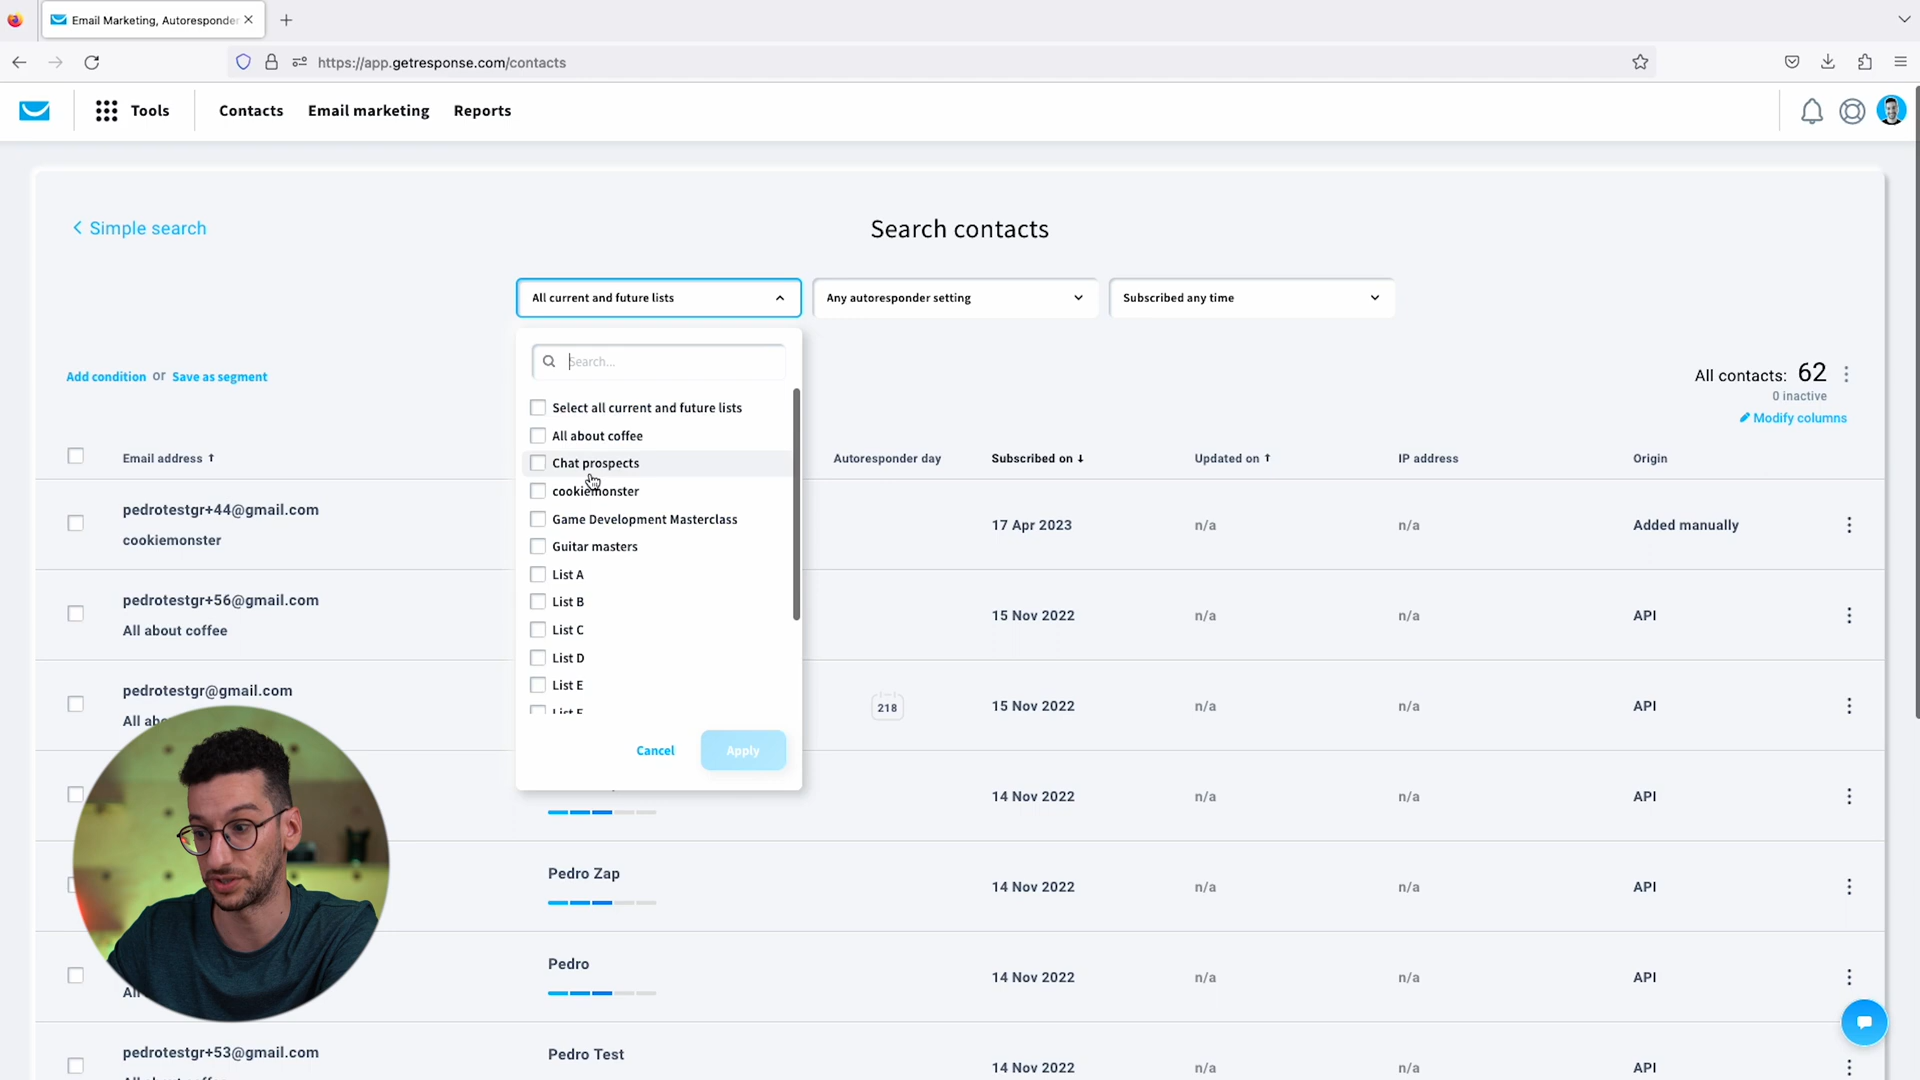 Email Marketing, Autoresponder
https://app.getresponse.com/contacts
Tools
Contacts
Email marketing
Reports
Simple search
Search contacts
All current and future lists
Any autoresponder setting
Subscribed any time
Search...
Add condition or Save as segment
All contacts: 62
0 inactive
Modify columns
Select all current and future lists
All about coffee
Chat prospects
cookiemonster
Game Development Masterclass
Guitar masters
List A
List B
List C
List D
List E
Cancel
Apply
Email address ↑
Autoresponder day
Subscribed on ↓
Updated on ↑
IP address
Origin
pedrotestgr+44@gmail.com
cookiemonster
17 Apr 2023
n/a
n/a
Added manually
pedrotestgr+56@gmail.com
All about coffee
15 Nov 2022
n/a
n/a
API
pedrotestgr@gmail.com
218
15 Nov 2022
n/a
n/a
API
14 Nov 2022
n/a
n/a
API
Pedro Zap
14 Nov 2022
n/a
n/a
API
Pedro
14 Nov 2022
n/a
n/a
API
pedrotestgr+53@gmail.com
Pedro Test
14 Nov 2022
n/a
n/a
API